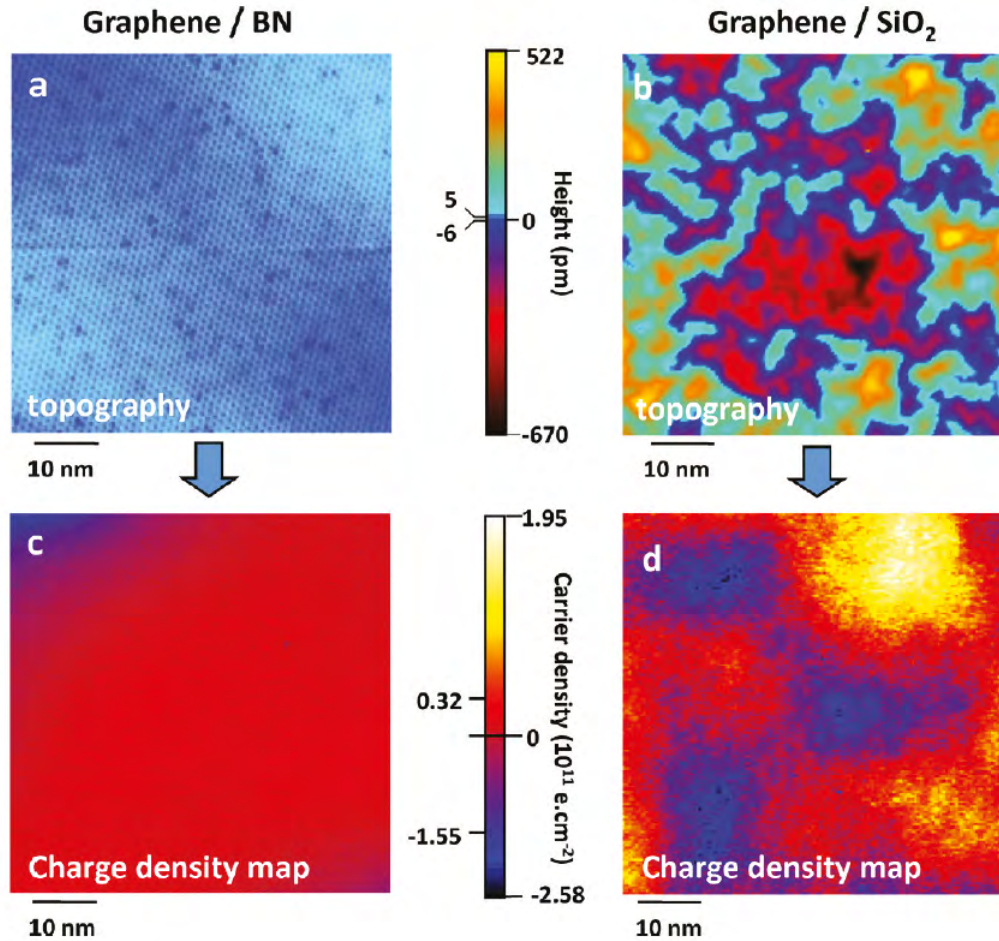 Graphene / BN
Graphene / SiO₂
a
topography
10 nm
522
5
0
-6
-670
Height (pm)
b
topography
10 nm
c
Charge density map
10 nm
1.95
0.32
0
-1.55
-2.58
Carrier density (10¹¹ e.cm⁻²)
d
Charge density map
10 nm